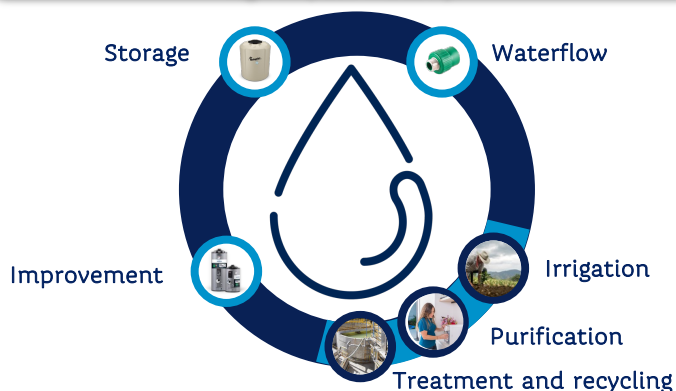 Storage
Waterflow
Improvement
Irrigation
Purification
Treatment and recycling